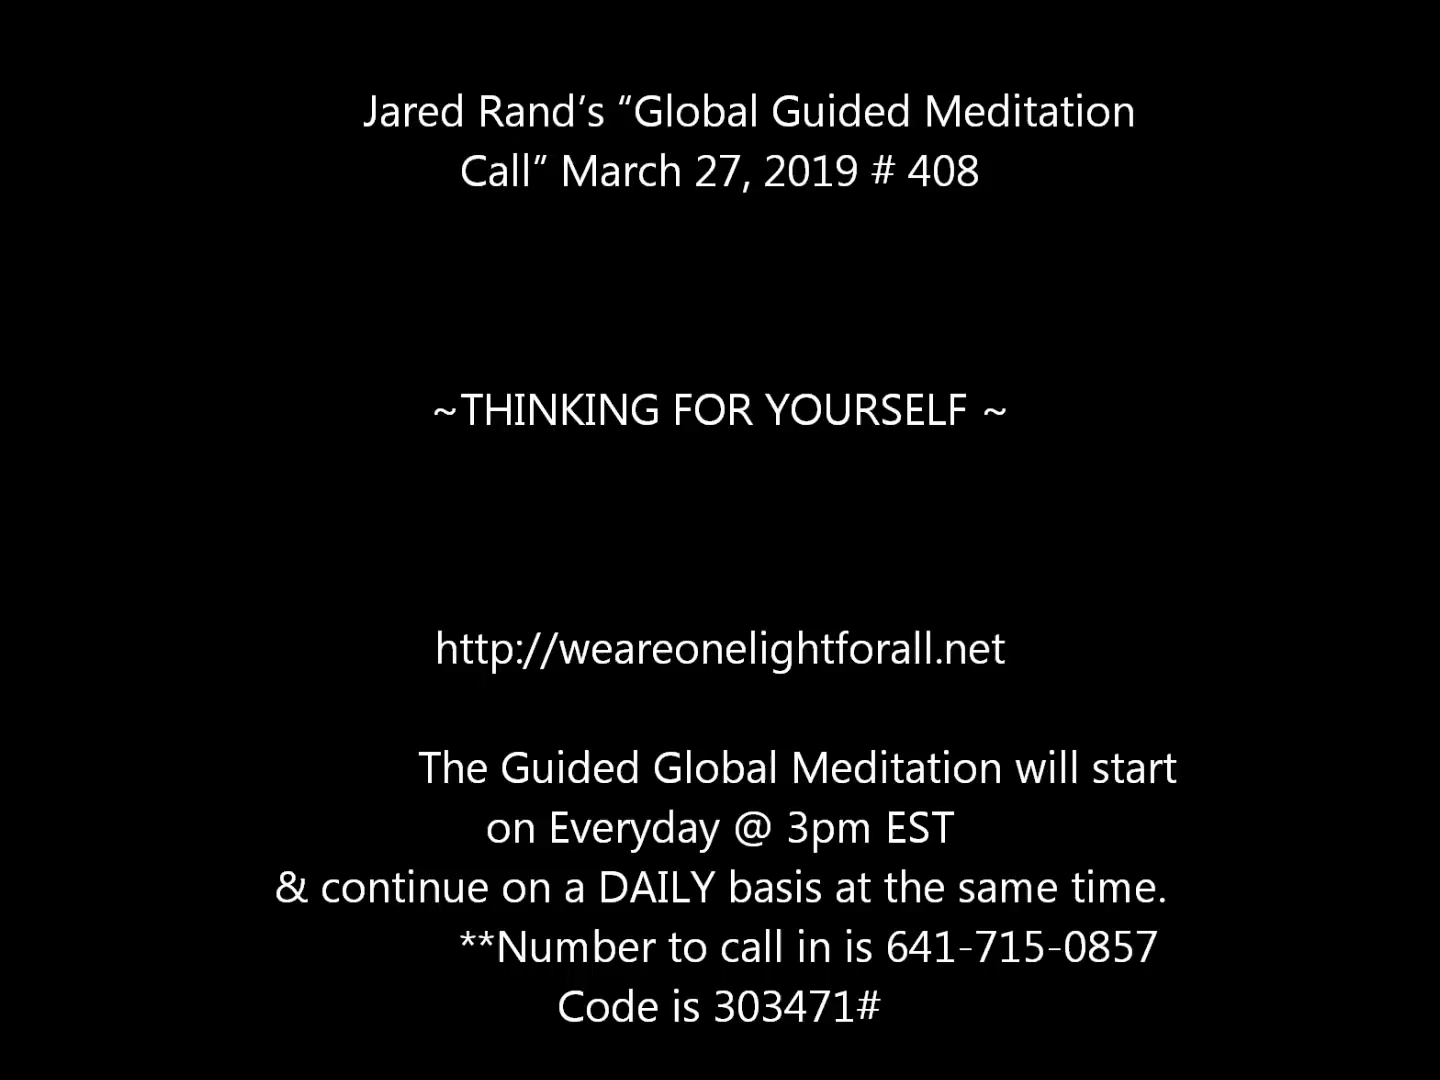 Jared Rand’s “Global Guided Meditation
Call” March 27, 2019 # 408
~THINKING FOR YOURSELF ~
http://weareonelightforall.net
The Guided Global Meditation will start
on Everyday @ 3pm EST
& continue on a DAILY basis at the same time.
**Number to call in is 641-715-0857
Code is 303471#